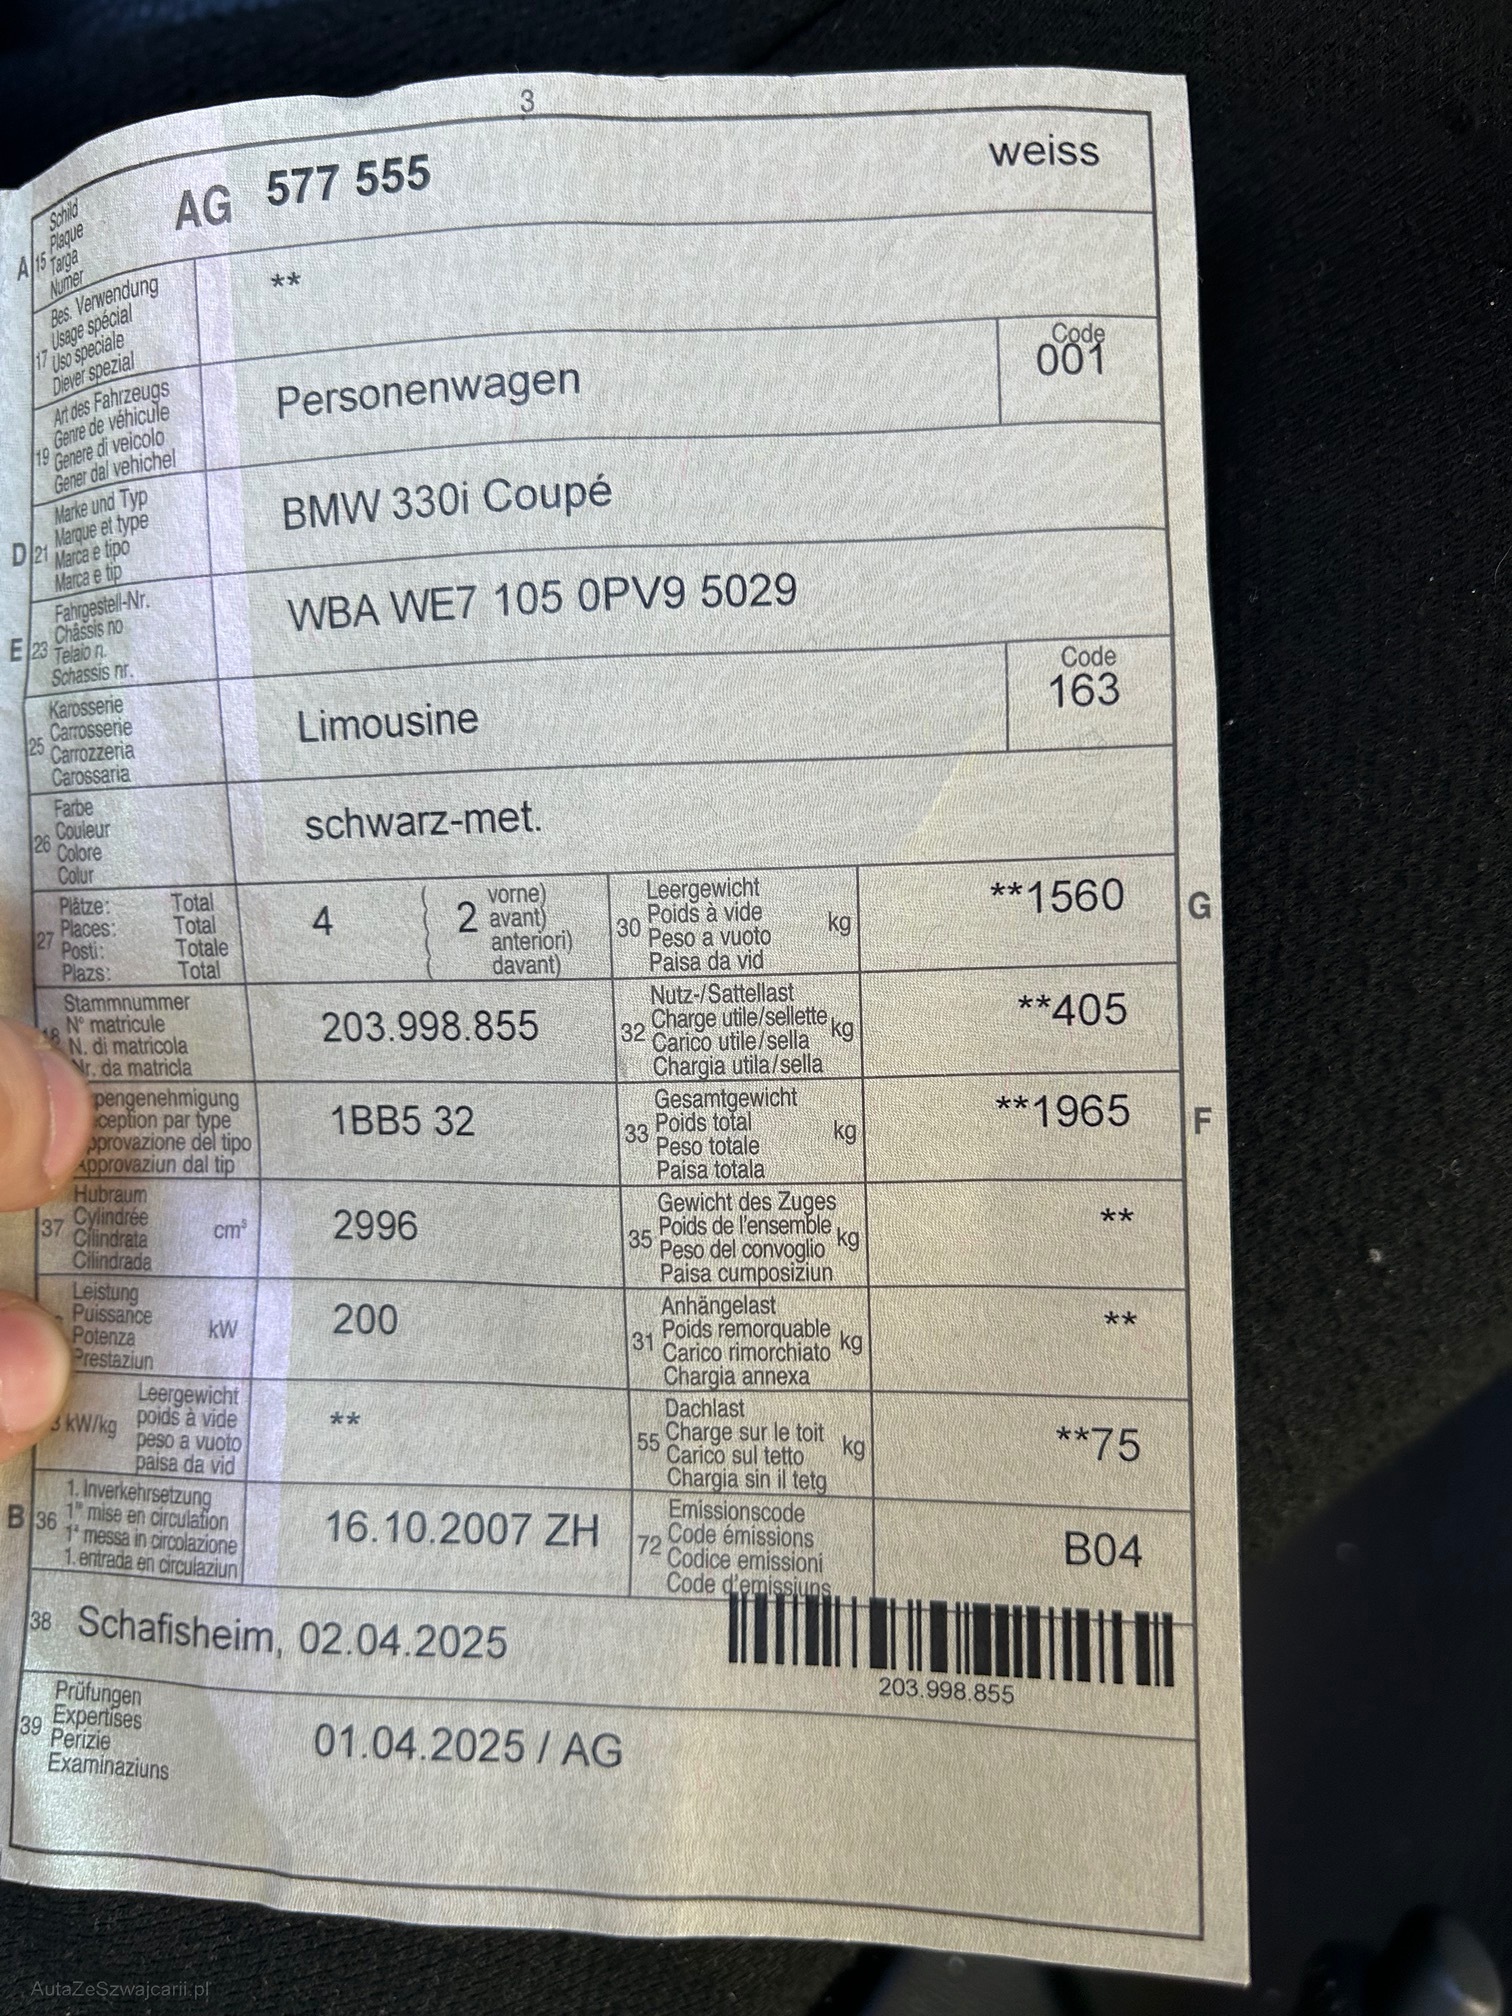 3
A 15 Schild
Plaque
Targa
Numer
AG 577 555
weiss
17 Bes. Verwendung
Usage spécial
Uso speciale
Diever spezial
**
19 Art des Fahrzeugs
Genre de véhicule
Genere di veicolo
Gener dal vehichel
Personenwagen
Code
001
D 21 Marke und Typ
Marque et type
Marca e tipo
Marca e tip
BMW 330i Coupé
E 23 Fahrgestell-Nr.
Châssis no
Telaio n.
Schassis nr.
WBA WE7 105 0PV9 5029
25 Karosserie
Carrosserie
Carrozzeria
Carossaria
Limousine
Code
163
26 Farbe
Couleur
Colore
Colur
schwarz-met.
27 Plätze: Total
Places: Total
Posti: Totale
Plazs: Total
4 ( 2 vorne)
( avant)
( anteriori)
( davant)
30 Leergewicht
Poids à vide kg
Peso a vuoto
Paisa da vid
**1560
G
18 Stammnummer
N° matricule
N. di matricola
Nr. da matricla
203.998.855
32 Nutz-/Sattellast
Charge utile/sellette kg
Carico utile/sella
Chargia utila/sella
**405
pengenehmigung
ception par type
pprovazione del tipo
Approvaziun dal tip
1BB5 32
33 Gesamtgewicht
Poids total kg
Peso totale
Paisa totala
**1965
F
37 Hubraum
Cylindrée cm³
Cilindrata
Cilindrada
2996
35 Gewicht des Zuges
Poids de l'ensemble kg
Peso del convoglio
Paisa cumposiziun
**
Leistung
Puissance kW
Potenza
Prestaziun
200
31 Anhängelast
Poids remorquable kg
Carico rimorchiato
Chargia annexa
**
kW/kg Leergewicht
poids à vide
peso a vuoto
paisa da vid
**
55 Dachlast
Charge sur le toit kg
Carico sul tetto
Chargia sin il tetg
**75
B 36 1. Inverkehrsetzung
1re mise en circulation
1a messa in circolazione
1. entrada en circulaziun
16.10.2007 ZH
72 Emissionscode
Code émissions
Codice emissioni
Code d'emissiuns
B04
38 Schafisheim, 02.04.2025
203.998.855
39 Prüfungen
Expertises
Perizie
Examinaziuns
01.04.2025 / AG
AutaZeSzwajcarii.pl